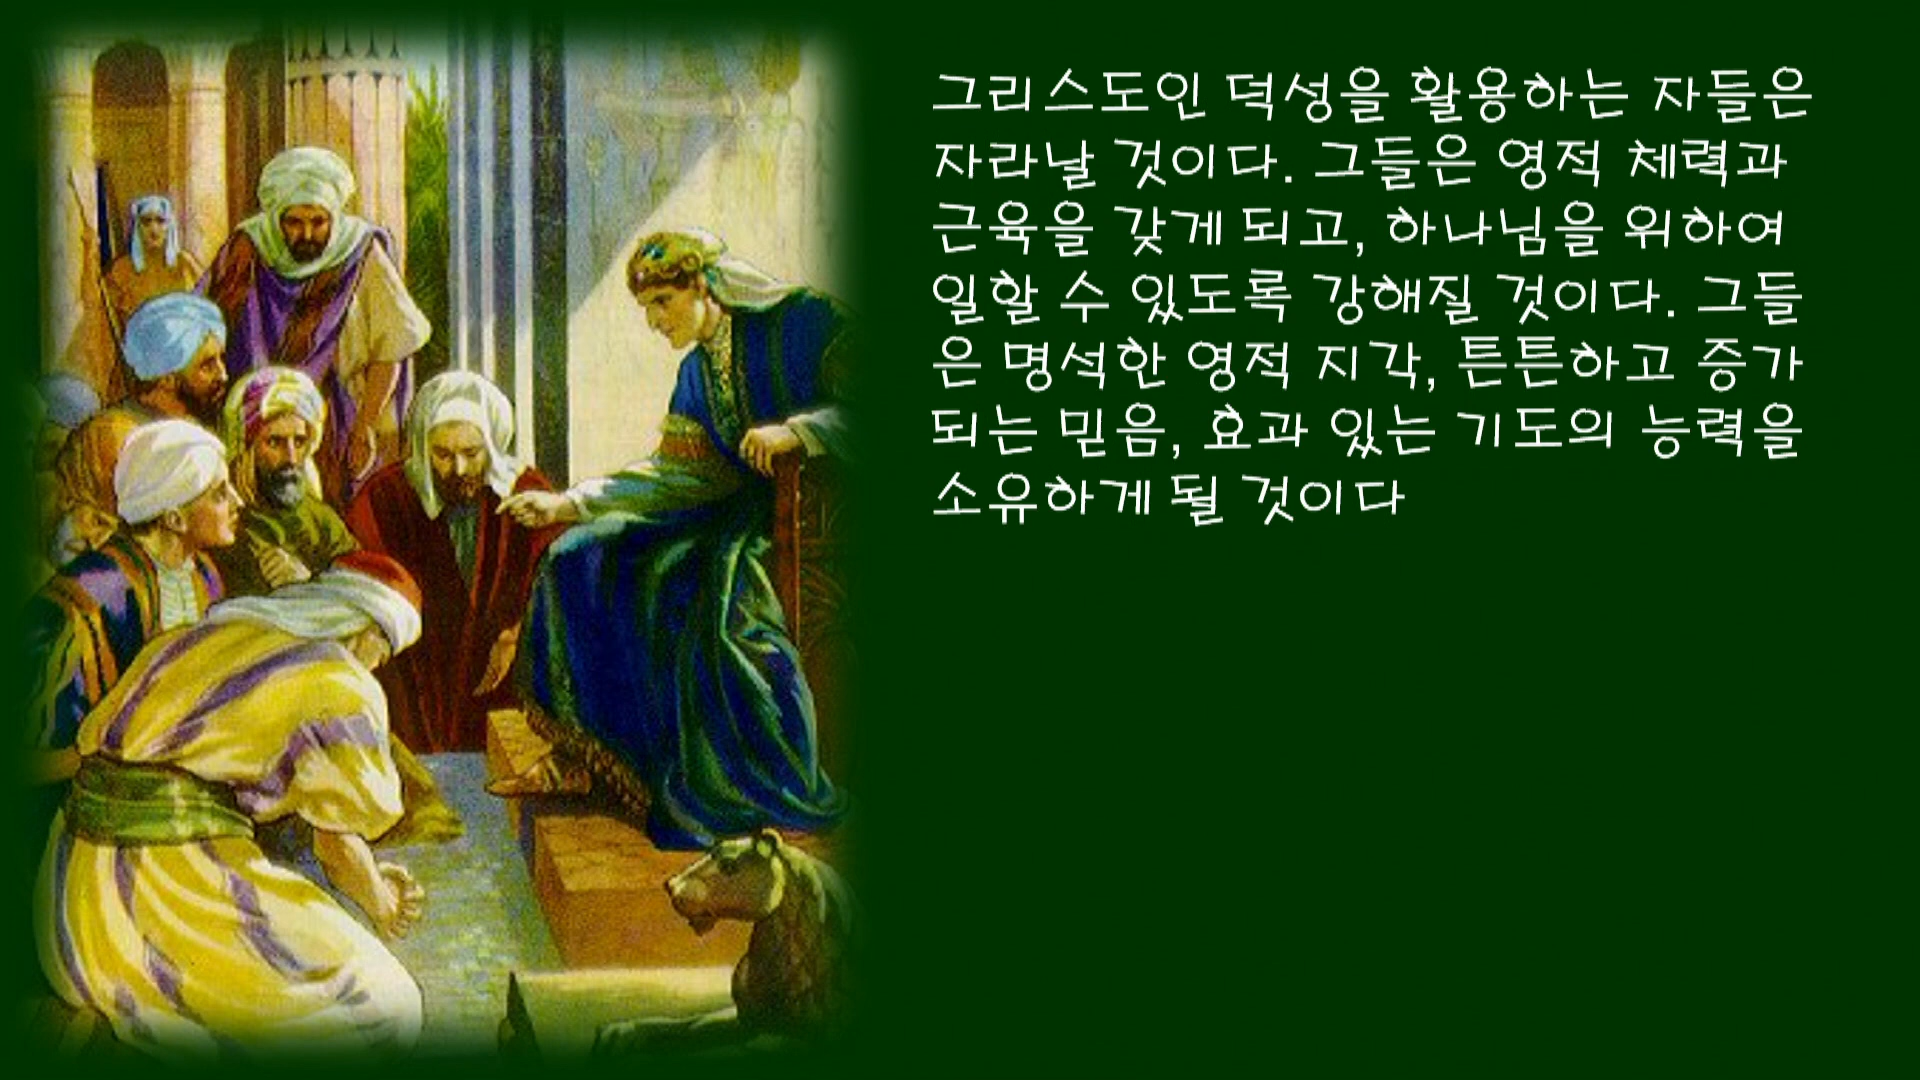 그리스도인 덕성을 활용하는 자들은
자라날 것이다. 그들은 영적 체력과
근육을 갖게 되고, 하나님을 위하여
일할 수 있도록 강해질 것이다. 그들
은 명석한 영적 지각, 튼튼하고 증가
되는 믿음, 효과 있는 기도의 능력을
소유하게 될 것이다